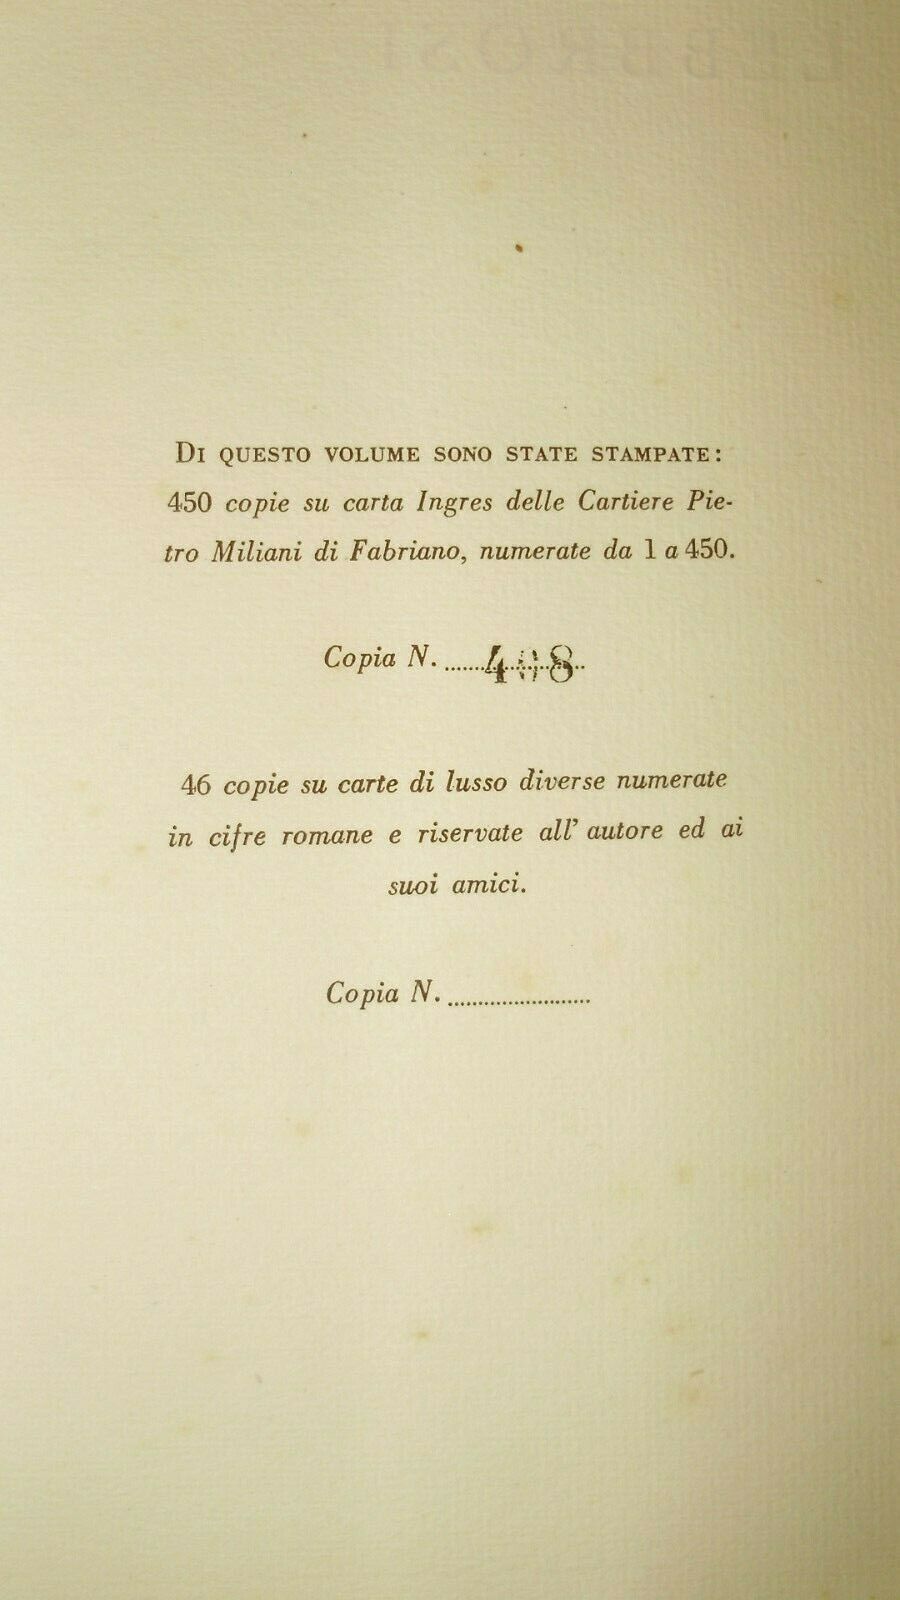 DI QUESTO VOLUME SONO STATE STAMPATE:
450 copie su carta Ingres delle Cartiere Pie-
tro Miliani di Fabriano, numerate da 1 a 450.
Copia N. ....... 408 ..
46 copie su carte di lusso diverse numerate
in cifre romane e riservate all' autore ed ai
suoi amici.
Copia N. ........................